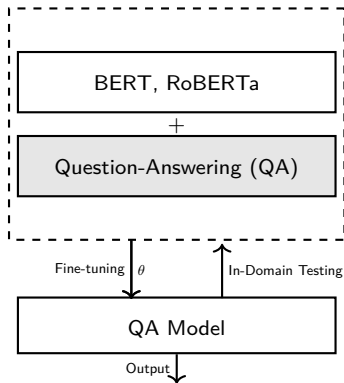 BERT, RoBERTa
+
Question-Answering (QA)
Fine-tuning θ In-Domain Testing
QA Model
Output